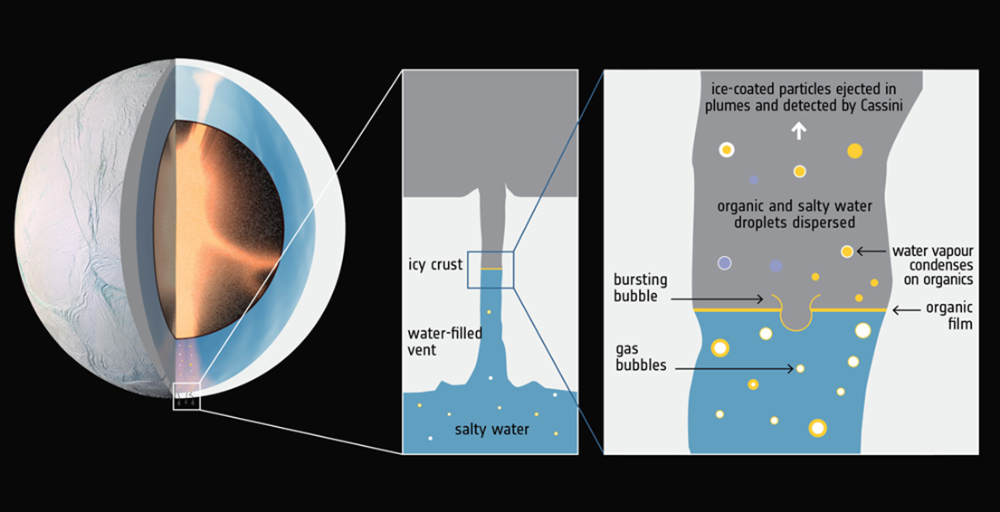 icy crust
water-filled
vent
salty water
ice-coated particles ejected in
plumes and detected by Cassini
organic and salty water
droplets dispersed
water vapour
condenses
on organics
bursting
bubble
organic
film
gas
bubbles